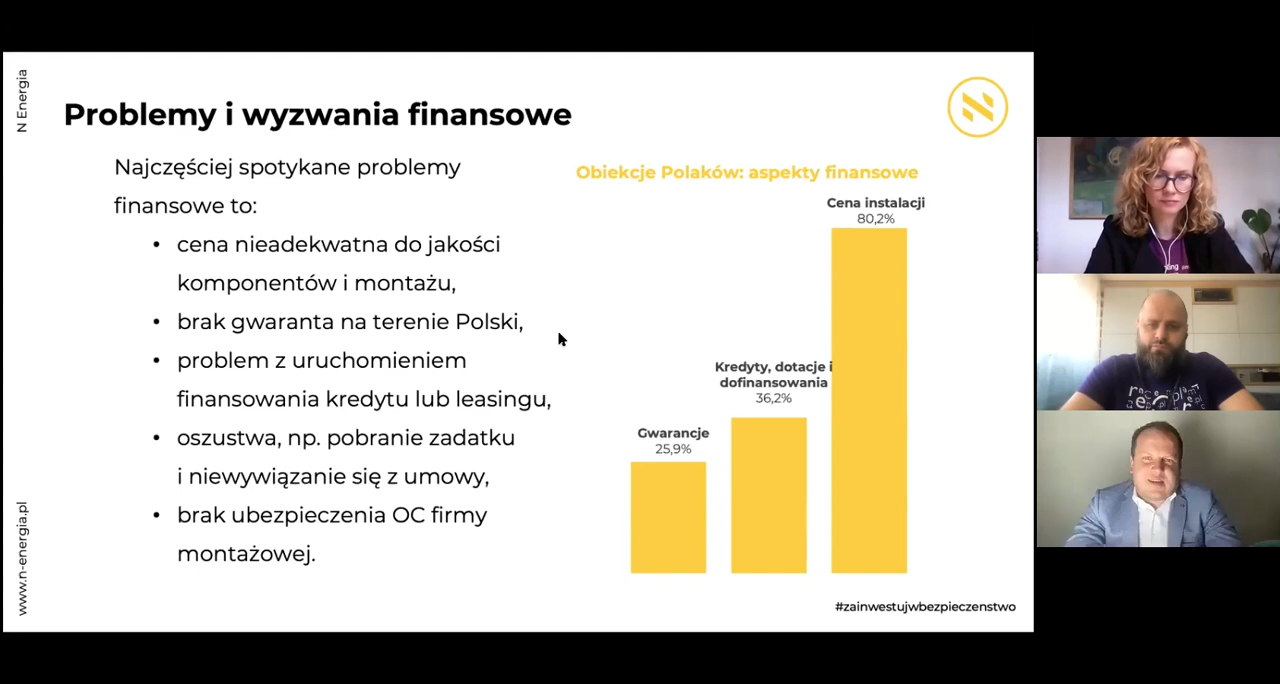 N Energia
Problemy i wyzwania finansowe
Najczęściej spotykane problemy
finansowe to:
• cena nieadekwatna do jakości
komponentów i montażu,
• brak gwaranta na terenie Polski,
• problem z uruchomieniem
finansowania kredytu lub leasingu,
• oszustwa, np. pobranie zadatku
i niewywiązanie się z umowy,
• brak ubezpieczenia OC firmy
montażowej.
www.n-energia.pl
Obiekcje Polaków: aspekty finansowe
Cena instalacji
80,2%
Kredyty, dotacje i
dofinansowania
36,2%
Gwarancje
25,9%
#zainwestujwbezpieczenstwo